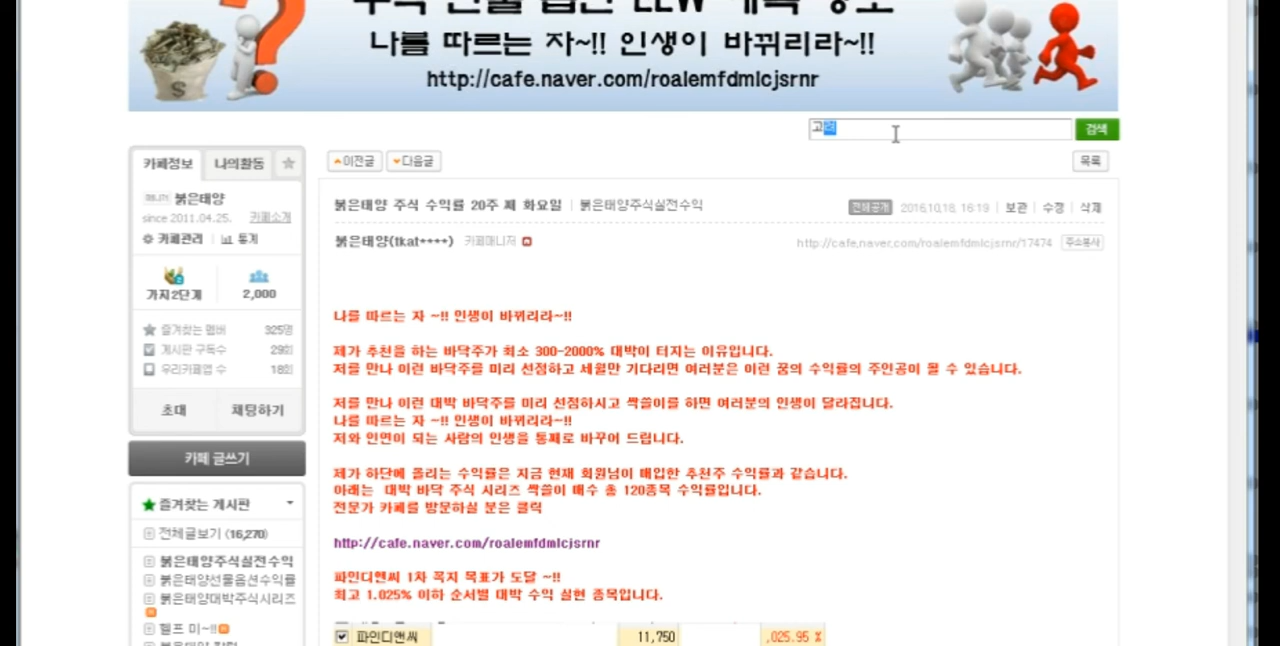 나를 따르는 자~!! 인생이 바뀌리라~!!
http://cafe.naver.com/roalemfdmlcjsrnr
검색
카페정보 나의활동
이전글 다음글 목록
붉은태양
since 2011.04.25. 카페소개
카페관리 통계
가지2단계 2,000
즐겨찾는 멤버 325명
게시판 구독수 29회
우리카페앱 수 18회
초대 채팅하기
카페 글쓰기
즐겨찾는 게시판
전체글보기 (16,270)
붉은태양주식실전수익
붉은태양선물옵션수익률
붉은태양대박주식시리즈
헬프 미~!!
붉은태양 주식 수익률 20주 째 화요일 | 붉은태양주식실전수익 전체공개 2016.10.18. 16:19 | 보관 | 수정 | 삭제
붉은태양(tkat****) 카페매니저 http://cafe.naver.com/roalemfdmlcjsrnr/17474 주소복사
나를 따르는 자 ~!! 인생이 바뀌리라~!!
제가 추천을 하는 바닥주가 최소 300-2000% 대박이 터지는 이유입니다.
저를 만나 이런 바닥주를 미리 선점하고 세월만 기다리면 여러분은 이런 꿈의 수익률의 주인공이 될 수 있습니다.
저를 만나 이런 대박 바닥주를 미리 선점하시고 싹쓸이를 하면 여러분의 인생이 달라집니다.
나를 따르는 자 ~!! 인생이 바뀌리라~!!
저와 인연이 되는 사람의 인생을 통째로 바꾸어 드립니다.
제가 하단에 올리는 수익률은 지금 현재 회원님이 매입한 추천주 수익률과 같습니다.
아래는 대박 바닥 주식 시리즈 싹쓸이 매수 총 120종목 수익률입니다.
전문가 카페를 방문하실 분은 클릭
http://cafe.naver.com/roalemfdmlcjsrnr
파인디앤씨 1차 목표가 도달 ~!!
최고 1.025% 이하 순서별 대박 수익 실현 종목입니다.
파인디앤씨 11,750 ,025.95 %